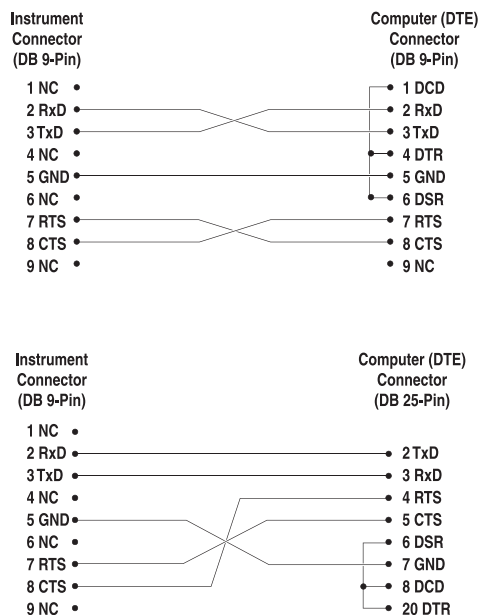 Instrument
Connector
(DB 9-Pin)
Computer (DTE)
Connector
(DB 9-Pin)
1 NC
2 RxD
3 TxD
4 NC
5 GND
6 NC
7 RTS
8 CTS
9 NC
1 DCD
2 RxD
3 TxD
4 DTR
5 GND
6 DSR
7 RTS
8 CTS
9 NC
Instrument
Connector
(DB 9-Pin)
Computer (DTE)
Connector
(DB 25-Pin)
1 NC
2 RxD
3 TxD
4 NC
5 GND
6 NC
7 RTS
8 CTS
9 NC
2 TxD
3 RxD
4 RTS
5 CTS
6 DSR
7 GND
8 DCD
20 DTR